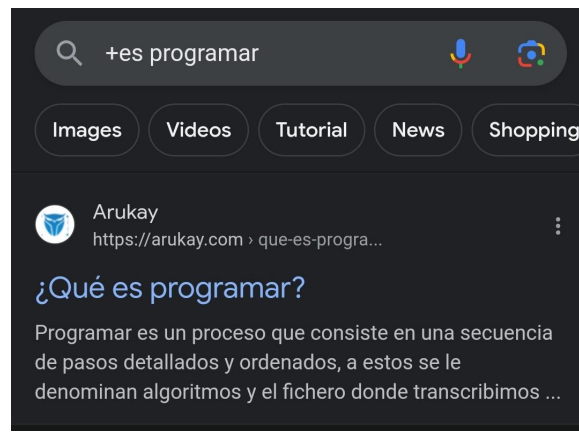 +es programar
Images Videos Tutorial News Shopping
Arukay
https://arukay.com › que-es-progra...
¿Qué es programar?
Programar es un proceso que consiste en una secuencia
de pasos detallados y ordenados, a estos se le
denominan algoritmos y el fichero donde transcribimos ...